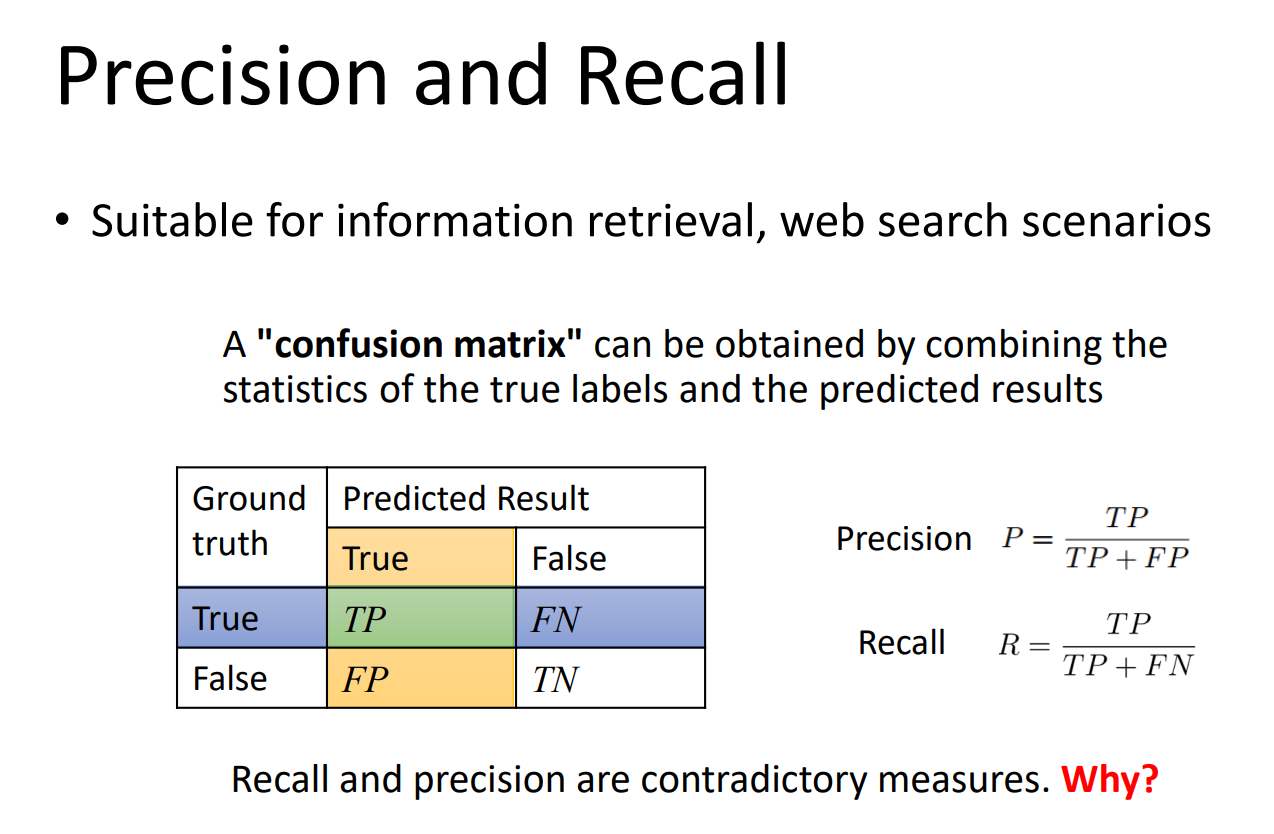 Precision and Recall
• Suitable for information retrieval, web search scenarios
A "confusion matrix" can be obtained by combining the
statistics of the true labels and the predicted results
Ground truth
Predicted Result
True False
True TP FN
False FP TN
Precision P = TP / (TP + FP)
Recall R = TP / (TP + FN)
Recall and precision are contradictory measures. Why?